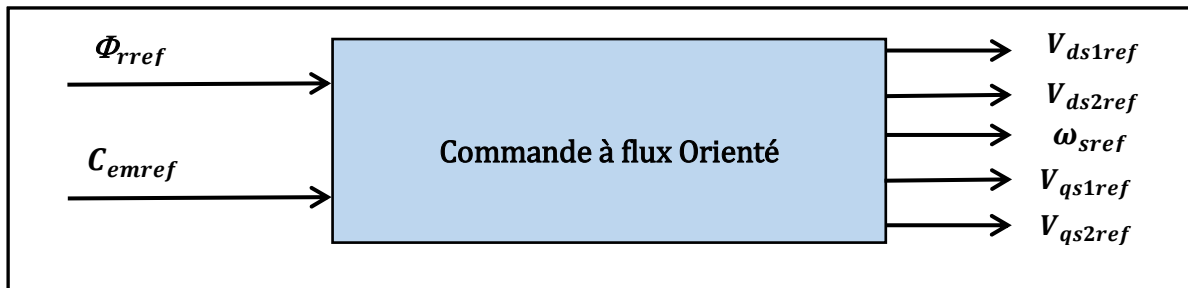 Φrref
Cemref
Commande à flux Orienté
Vds1ref
Vds2ref
ωsref
Vqs1ref
Vqs2ref